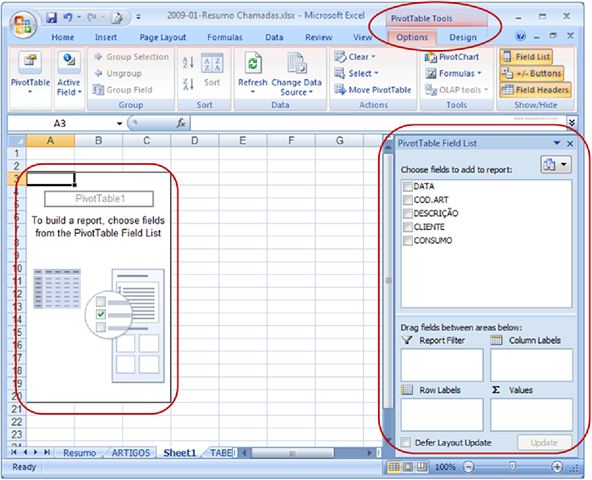 2009-01-Resumo Chamadas.xlsx - Microsoft Excel
PivotTable Tools
Home Insert Page Layout Formulas Data Review View Options Design
PivotTable
Active Field
Group Selection
Ungroup
Group Field
Group
Sort
Sort
Refresh
Change Data Source
Data
Clear
Select
Move PivotTable
Actions
PivotChart
Formulas
OLAP tools
Tools
Field List
+/- Buttons
Field Headers
Show/Hide
A3
fx
A B C D E F G
1
2
3
4
5
6
7
8
9
10
11
12
13
14
15
16
17
18
19
20
21
22
23
PivotTable1
To build a report, choose fields
from the PivotTable Field List
PivotTable Field List
Choose fields to add to report:
DATA
COD.ART
DESCRIÇÃO
CLIENTE
CONSUMO
Drag fields between areas below:
Report Filter Column Labels
Row Labels Σ Values
Defer Layout Update Update
Resumo ARTIGOS Sheet1 TABE
Ready 100%